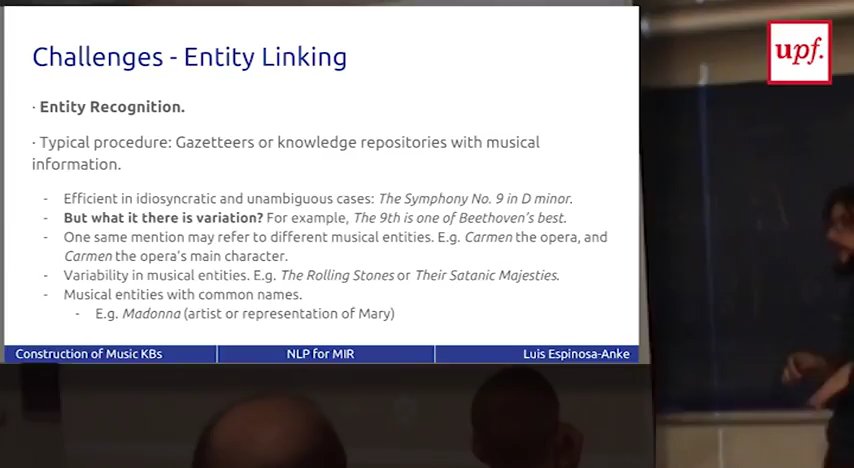 Challenges - Entity Linking
upf.
· Entity Recognition.
· Typical procedure: Gazetteers or knowledge repositories with musical
information.
- Efficient in idiosyncratic and unambiguous cases: The Symphony No. 9 in D minor.
- But what it there is variation? For example, The 9th is one of Beethoven's best.
- One same mention may refer to different musical entities. E.g. Carmen the opera, and
Carmen the opera's main character.
- Variability in musical entities. E.g. The Rolling Stones or Their Satanic Majesties.
- Musical entities with common names.
- E.g. Madonna (artist or representation of Mary)
Construction of Music KBs
NLP for MIR
Luis Espinosa-Anke